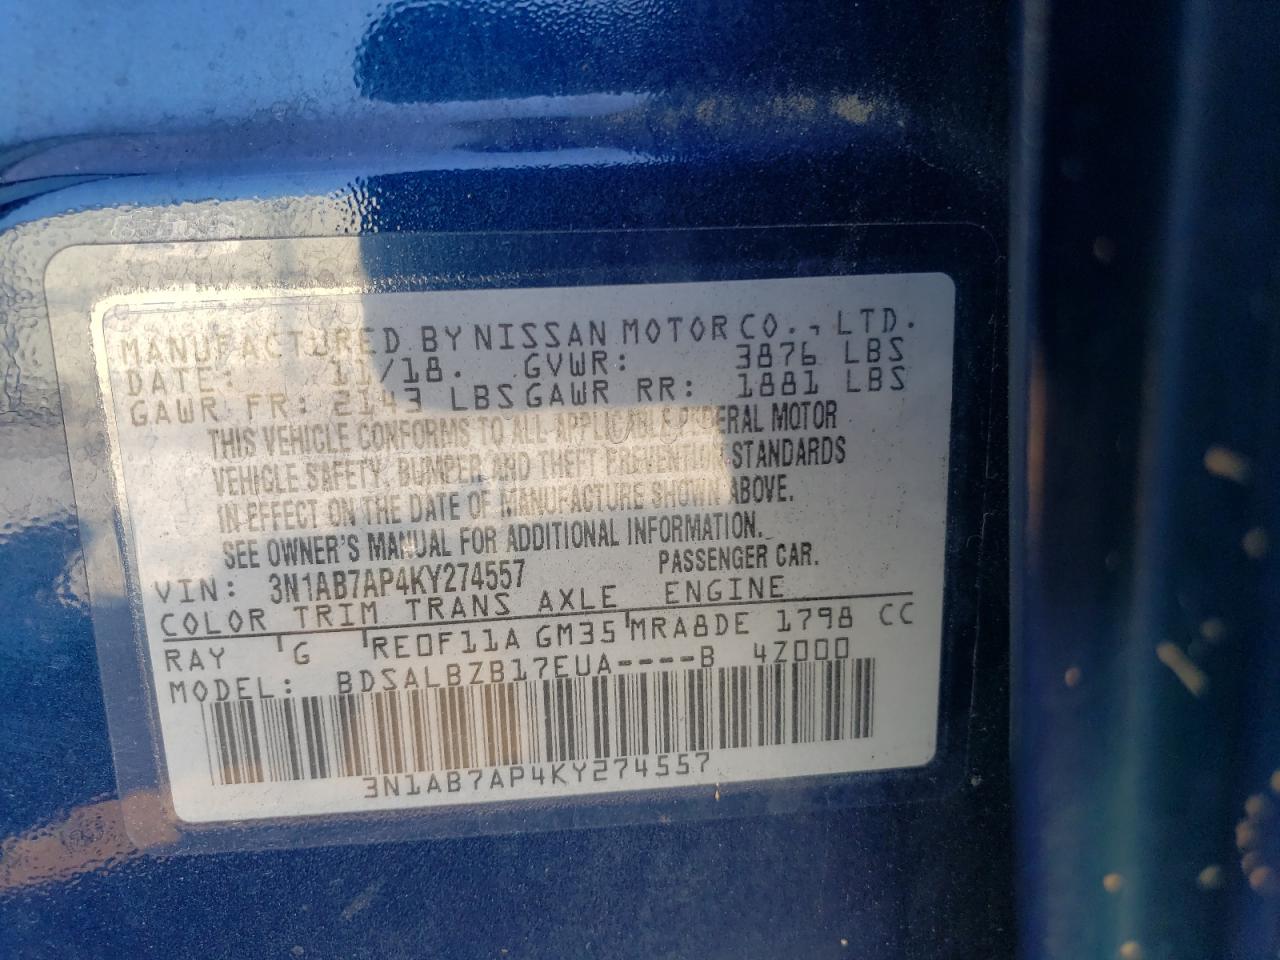 MANUFACTURED BY NISSAN MOTOR CO., LTD.
DATE: 11/18. GVWR: 3876 LBS
GAWR FR: 2143 LBS GAWR RR: 1881 LBS
THIS VEHICLE CONFORMS TO ALL APPLICABLE FEDERAL MOTOR
VEHICLE SAFETY, BUMPER AND THEFT PREVENTION STANDARDS
IN EFFECT ON THE DATE OF MANUFACTURE SHOWN ABOVE.
SEE OWNER'S MANUAL FOR ADDITIONAL INFORMATION.
VIN: 3N1AB7AP4KY274557 PASSENGER CAR.
COLOR TRIM TRANS AXLE ENGINE
RAY G RE0F11A GM35 MRA8DE 1798 CC
MODEL: BDSALBZB17EUA----B 4Z000
3N1AB7AP4KY274557